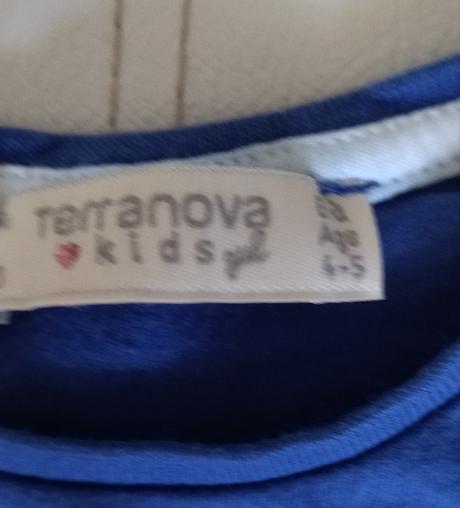 Terranova
kids girl
Age
4-5